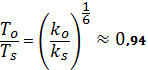 T_o/T_s = (k_o/k_s)^(1/6) ≈ 0,94